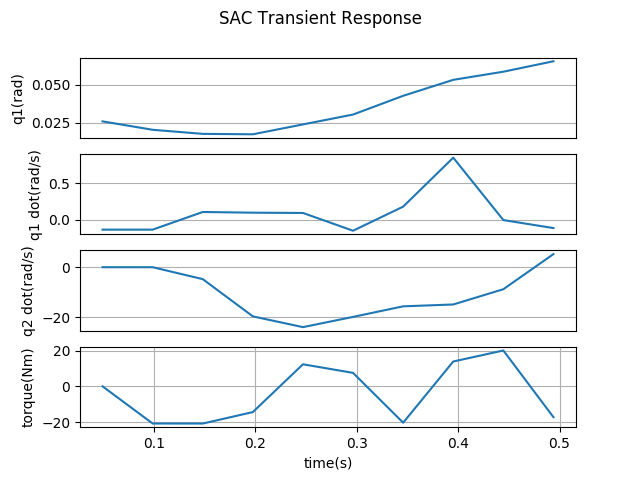 SAC Transient Response
q1(rad)
0.050
0.025
q1 dot(rad/s)
0.5
0.0
q2 dot(rad/s)
0
−20
torque(Nm)
20
0
−20
0.1 0.2 0.3 0.4 0.5
time(s)